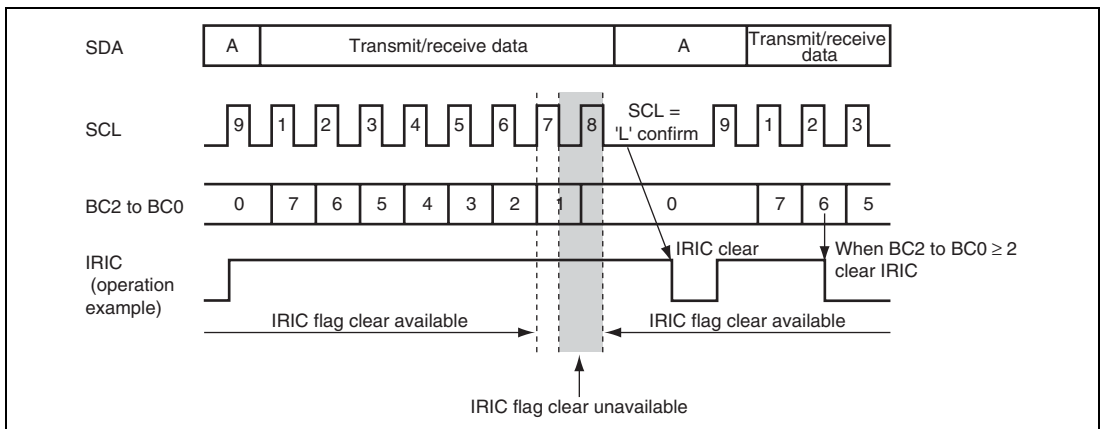 SDA
A
Transmit/receive data
A
Transmit/receive
data
SCL
9 1 2 3 4 5 6 7 8
SCL =
'L' confirm
9 1 2 3
BC2 to BC0
0 7 6 5 4 3 2 1 0 7 6 5
IRIC
(operation
example)
IRIC clear
When BC2 to BC0 ≥ 2
clear IRIC
IRIC flag clear available
IRIC flag clear available
IRIC flag clear unavailable